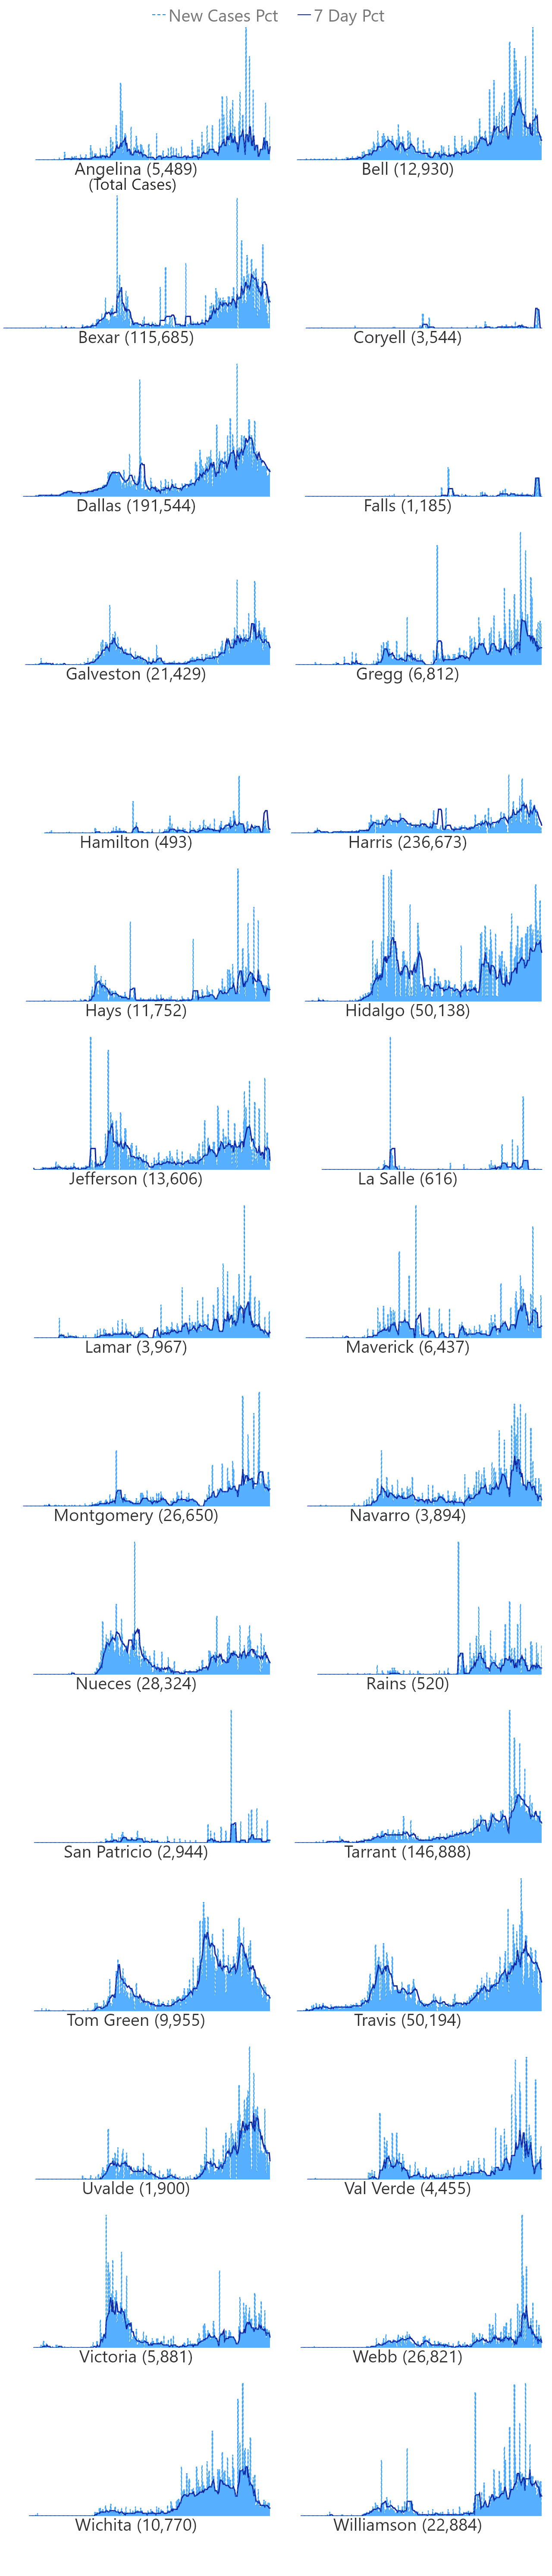 New Cases Pct 7 Day Pct
Angelina (5,489)
(Total Cases)
Bell (12,930)
Bexar (115,685)
Coryell (3,544)
Dallas (191,544)
Falls (1,185)
Galveston (21,429)
Gregg (6,812)
Hamilton (493)
Harris (236,673)
Hays (11,752)
Hidalgo (50,138)
Jefferson (13,606)
La Salle (616)
Lamar (3,967)
Maverick (6,437)
Montgomery (26,650)
Navarro (3,894)
Nueces (28,324)
Rains (520)
San Patricio (2,944)
Tarrant (146,888)
Tom Green (9,955)
Travis (50,194)
Uvalde (1,900)
Val Verde (4,455)
Victoria (5,881)
Webb (26,821)
Wichita (10,770)
Williamson (22,884)